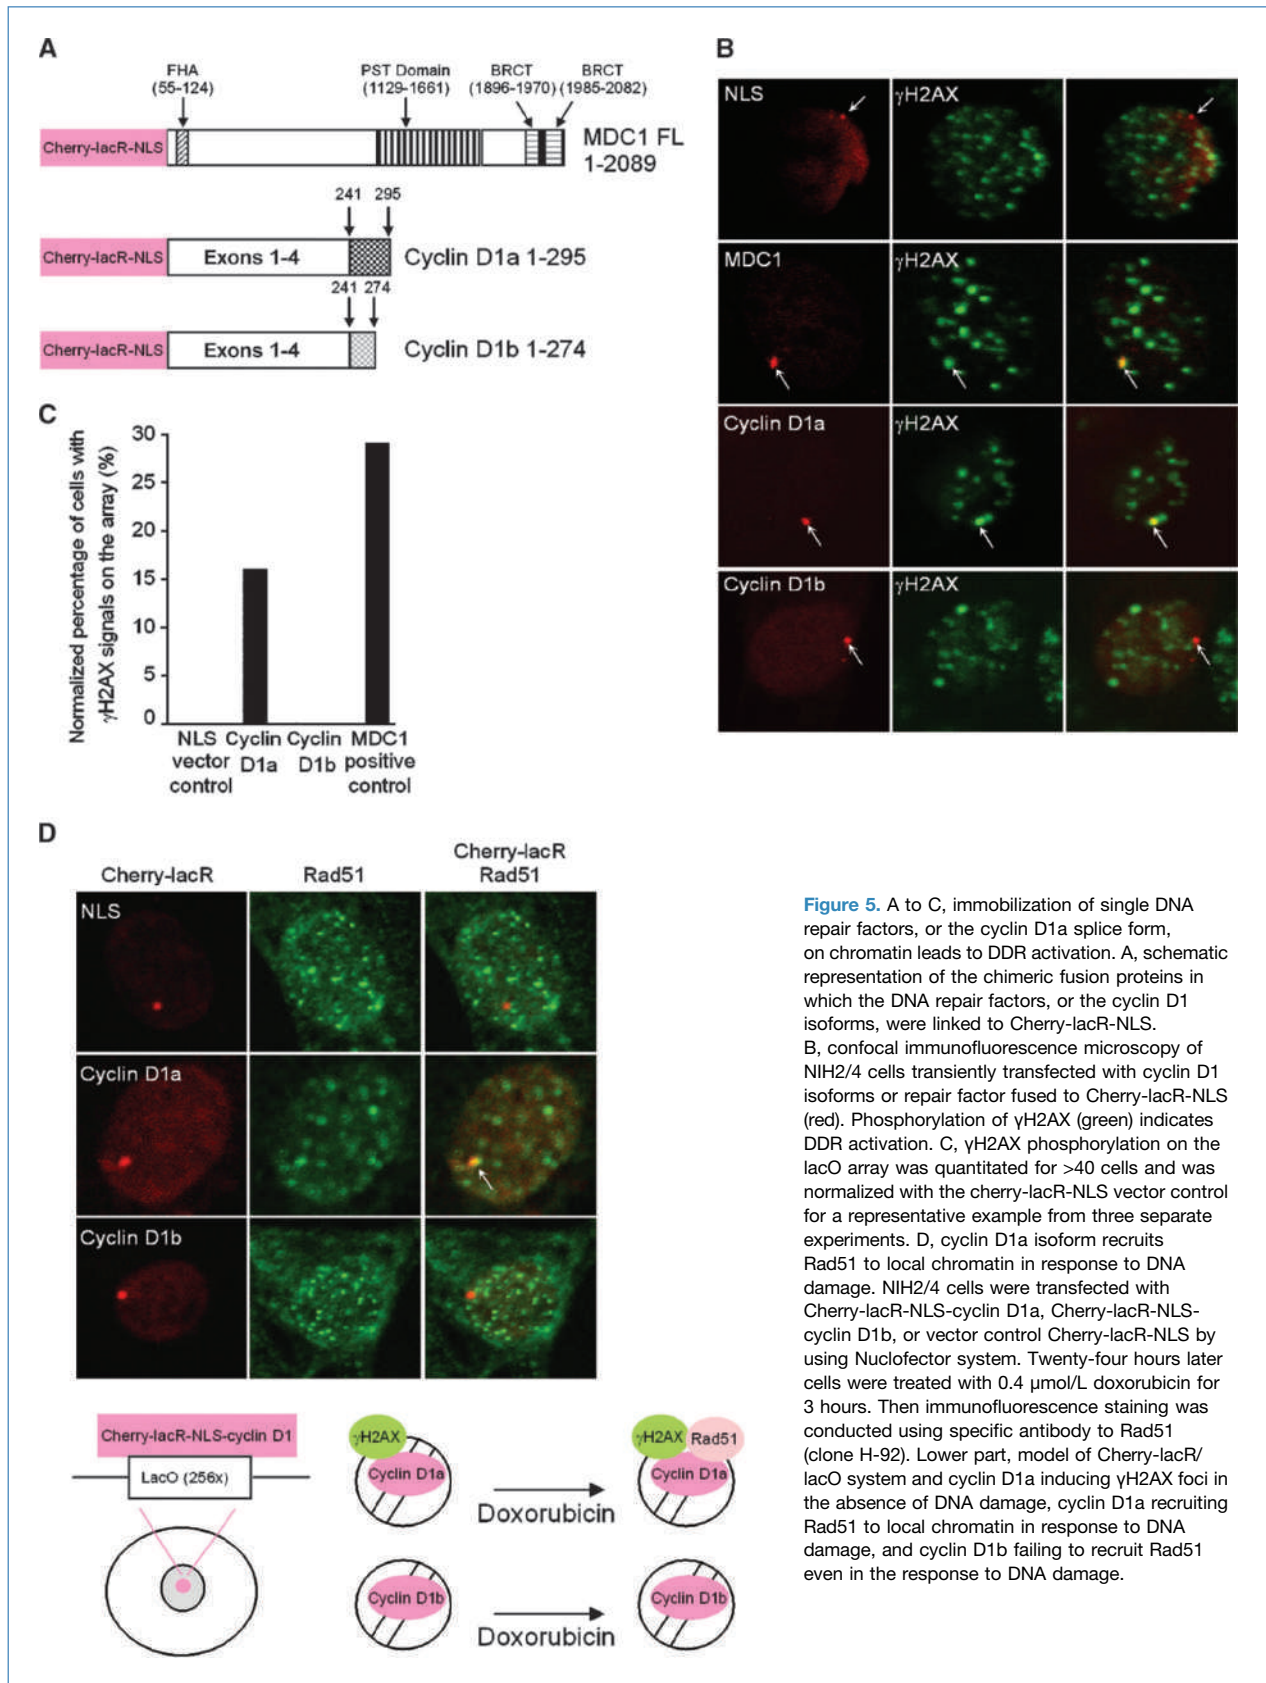 A
FHA
(55-124)
PST Domain
(1129-1661)
BRCT
(1896-1970)
BRCT
(1985-2082)
Cherry-lacR-NLS
MDC1 FL
1-2089
241
295
Cherry-lacR-NLS
Exons 1-4
Cyclin D1a 1-295
241
274
Cherry-lacR-NLS
Exons 1-4
Cyclin D1b 1-274
B
NLS
γH2AX
MDC1
γH2AX
Cyclin D1a
γH2AX
Cyclin D1b
γH2AX
C
Normalized percentage of cells with
γH2AX signals on the array (%)
30
25
20
15
10
5
0
NLS
vector
control
Cyclin
D1a
Cyclin
D1b
MDC1
positive
control
D
Cherry-lacR
Rad51
Cherry-lacR
Rad51
NLS
Cyclin D1a
Cyclin D1b
Cherry-lacR-NLS-cyclin D1
LacO (256x)
γH2AX
Cyclin D1a
Doxorubicin
γH2AX
Rad51
Cyclin D1a
Cyclin D1b
Doxorubicin
Cyclin D1b
Figure 5. A to C, immobilization of single DNA
repair factors, or the cyclin D1a splice form,
on chromatin leads to DDR activation. A, schematic
representation of the chimeric fusion proteins in
which the DNA repair factors, or the cyclin D1
isoforms, were linked to Cherry-lacR-NLS.
B, confocal immunofluorescence microscopy of
NIH2/4 cells transiently transfected with cyclin D1
isoforms or repair factor fused to Cherry-lacR-NLS
(red). Phosphorylation of γH2AX (green) indicates
DDR activation. C, γH2AX phosphorylation on the
lacO array was quantitated for >40 cells and was
normalized with the cherry-lacR-NLS vector control
for a representative example from three separate
experiments. D, cyclin D1a isoform recruits
Rad51 to local chromatin in response to DNA
damage. NIH2/4 cells were transfected with
Cherry-lacR-NLS-cyclin D1a, Cherry-lacR-NLS-
cyclin D1b, or vector control Cherry-lacR-NLS by
using Nuclofector system. Twenty-four hours later
cells were treated with 0.4 μmol/L doxorubicin for
3 hours. Then immunofluorescence staining was
conducted using specific antibody to Rad51
(clone H-92). Lower part, model of Cherry-lacR/
lacO system and cyclin D1a inducing γH2AX foci in
the absence of DNA damage, cyclin D1a recruiting
Rad51 to local chromatin in response to DNA
damage, and cyclin D1b failing to recruit Rad51
even in the response to DNA damage.